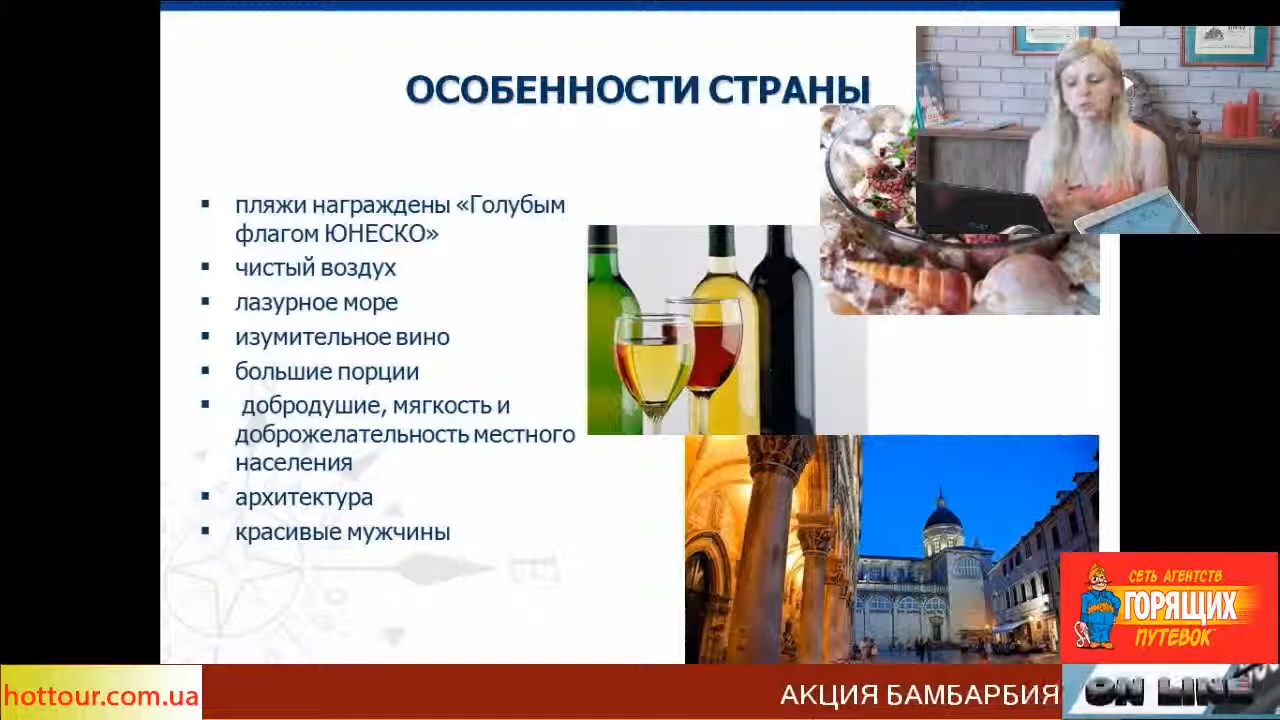 ОСОБЕННОСТИ СТРАНЫ
пляжи награждены «Голубым
флагом ЮНЕСКО»
чистый воздух
лазурное море
изумительное вино
большие порции
добродушие, мягкость и
доброжелательность местного
населения
архитектура
красивые мужчины
СЕТЬ АГЕНТСТВ
ГОРЯЩИХ
ПУТЕВОК
hottour.com.ua
АКЦИЯ БАМБАРБИЯ
ON LINE